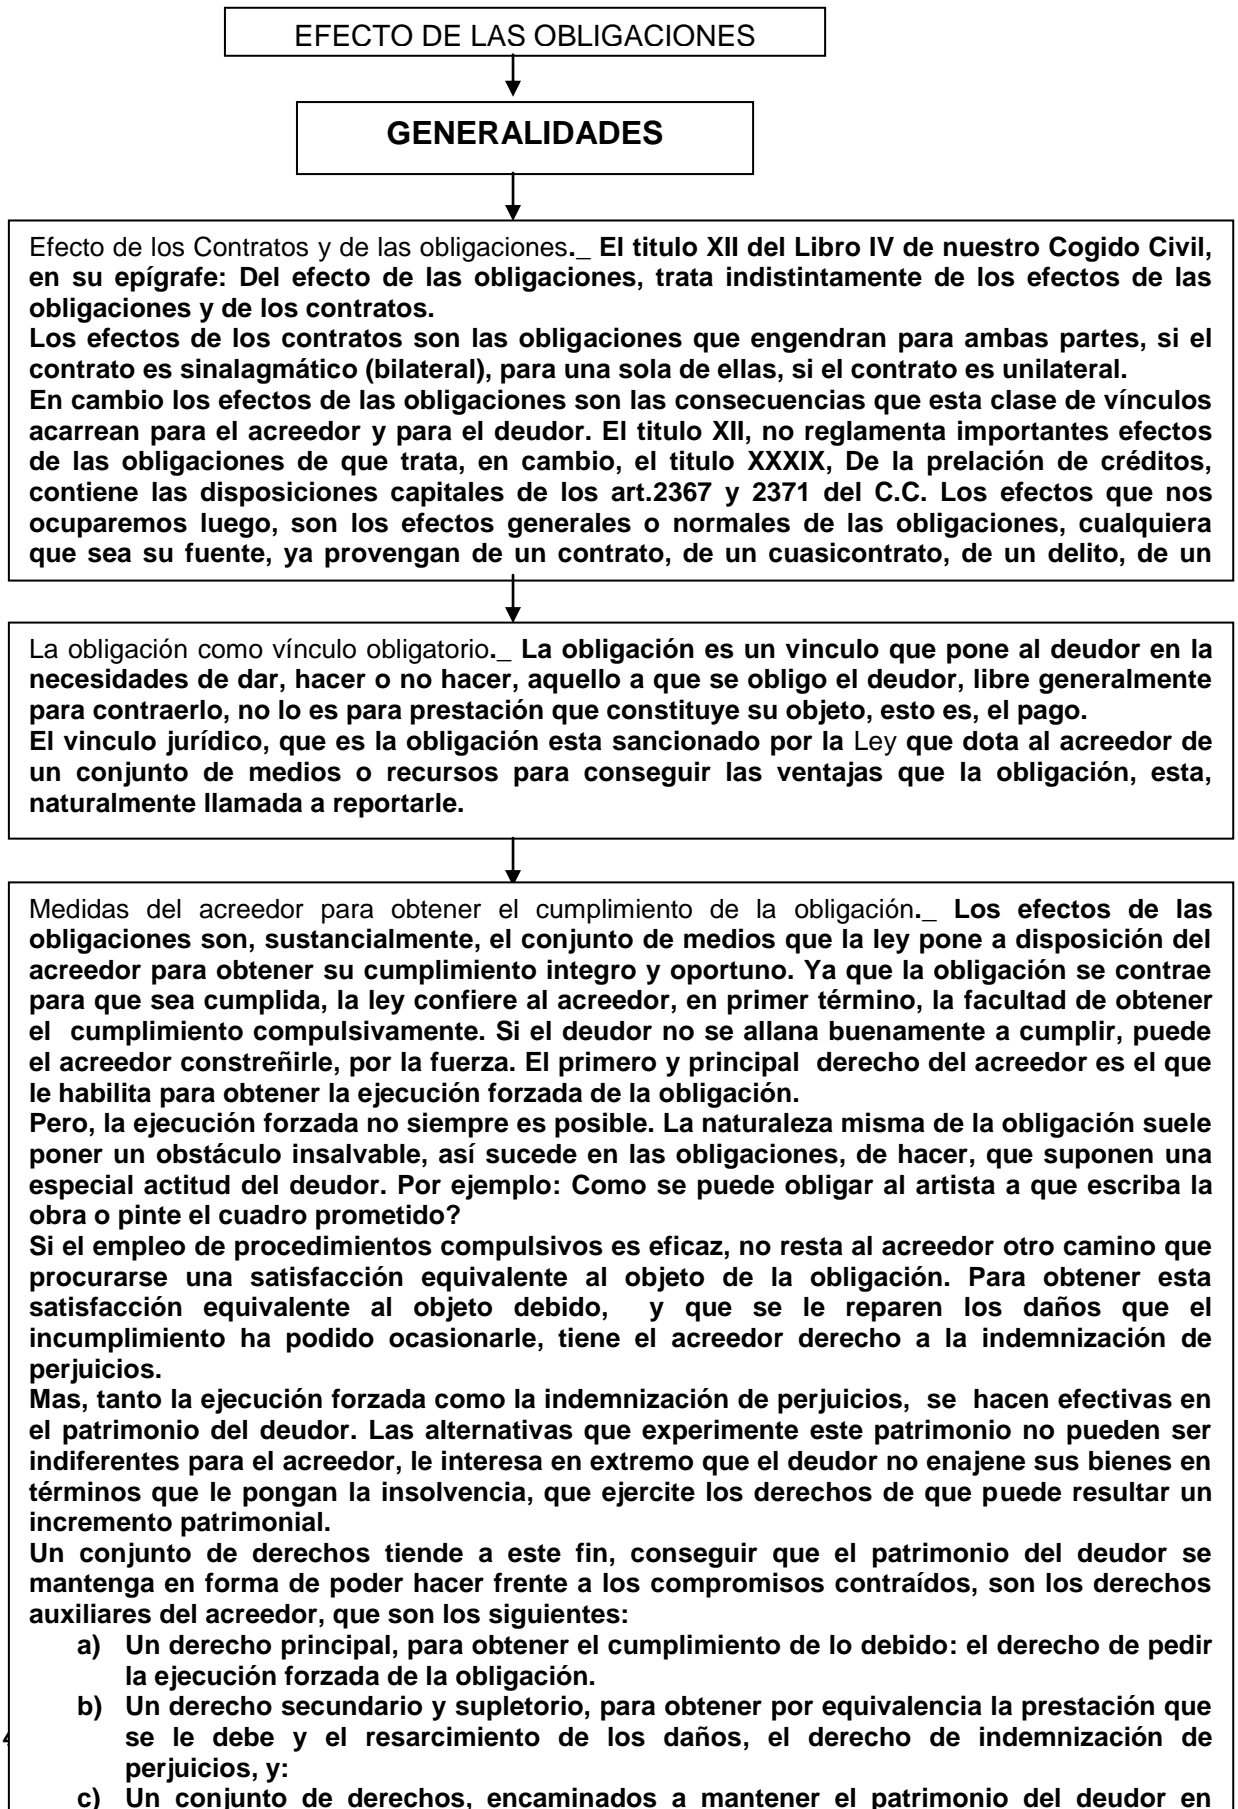 EFECTO DE LAS OBLIGACIONES
GENERALIDADES
Efecto de los Contratos y de las obligaciones._ El titulo XII del Libro IV de nuestro Cogido Civil,
en su epígrafe: Del efecto de las obligaciones, trata indistintamente de los efectos de las
obligaciones y de los contratos.
Los efectos de los contratos son las obligaciones que engendran para ambas partes, si el
contrato es sinalagmático (bilateral), para una sola de ellas, si el contrato es unilateral.
En cambio los efectos de las obligaciones son las consecuencias que esta clase de vínculos
acarrean para el acreedor y para el deudor. El titulo XII, no reglamenta importantes efectos
de las obligaciones de que trata, en cambio, el titulo XXXIX, De la prelación de créditos,
contiene las disposiciones capitales de los art.2367 y 2371 del C.C. Los efectos que nos
ocuparemos luego, son los efectos generales o normales de las obligaciones, cualquiera
que sea su fuente, ya provengan de un contrato, de un cuasicontrato, de un delito, de un
La obligación como vínculo obligatorio._ La obligación es un vinculo que pone al deudor en la
necesidades de dar, hacer o no hacer, aquello a que se obligo el deudor, libre generalmente
para contraerlo, no lo es para prestación que constituye su objeto, esto es, el pago.
El vinculo jurídico, que es la obligación esta sancionado por la Ley que dota al acreedor de
un conjunto de medios o recursos para conseguir las ventajas que la obligación, esta,
naturalmente llamada a reportarle.
Medidas del acreedor para obtener el cumplimiento de la obligación._ Los efectos de las
obligaciones son, sustancialmente, el conjunto de medios que la ley pone a disposición del
acreedor para obtener su cumplimiento integro y oportuno. Ya que la obligación se contrae
para que sea cumplida, la ley confiere al acreedor, en primer término, la facultad de obtener
el cumplimiento compulsivamente. Si el deudor no se allana buenamente a cumplir, puede
el acreedor constreñirle, por la fuerza. El primero y principal derecho del acreedor es el que
le habilita para obtener la ejecución forzada de la obligación.
Pero, la ejecución forzada no siempre es posible. La naturaleza misma de la obligación suele
poner un obstáculo insalvable, así sucede en las obligaciones, de hacer, que suponen una
especial actitud del deudor. Por ejemplo: Como se puede obligar al artista a que escriba la
obra o pinte el cuadro prometido?
Si el empleo de procedimientos compulsivos es eficaz, no resta al acreedor otro camino que
procurarse una satisfacción equivalente al objeto de la obligación. Para obtener esta
satisfacción equivalente al objeto debido, y que se le reparen los daños que el
incumplimiento ha podido ocasionarle, tiene el acreedor derecho a la indemnización de
perjuicios.
Mas, tanto la ejecución forzada como la indemnización de perjuicios, se hacen efectivas en
el patrimonio del deudor. Las alternativas que experimente este patrimonio no pueden ser
indiferentes para el acreedor, le interesa en extremo que el deudor no enajene sus bienes en
términos que le pongan la insolvencia, que ejercite los derechos de que puede resultar un
incremento patrimonial.
Un conjunto de derechos tiende a este fin, conseguir que el patrimonio del deudor se
mantenga en forma de poder hacer frente a los compromisos contraídos, son los derechos
auxiliares del acreedor, que son los siguientes:
a) Un derecho principal, para obtener el cumplimiento de lo debido: el derecho de pedir
la ejecución forzada de la obligación.
b) Un derecho secundario y supletorio, para obtener por equivalencia la prestación que
se le debe y el resarcimiento de los daños, el derecho de indemnización de
perjuicios, y:
c) Un conjunto de derechos, encaminados a mantener el patrimonio del deudor en